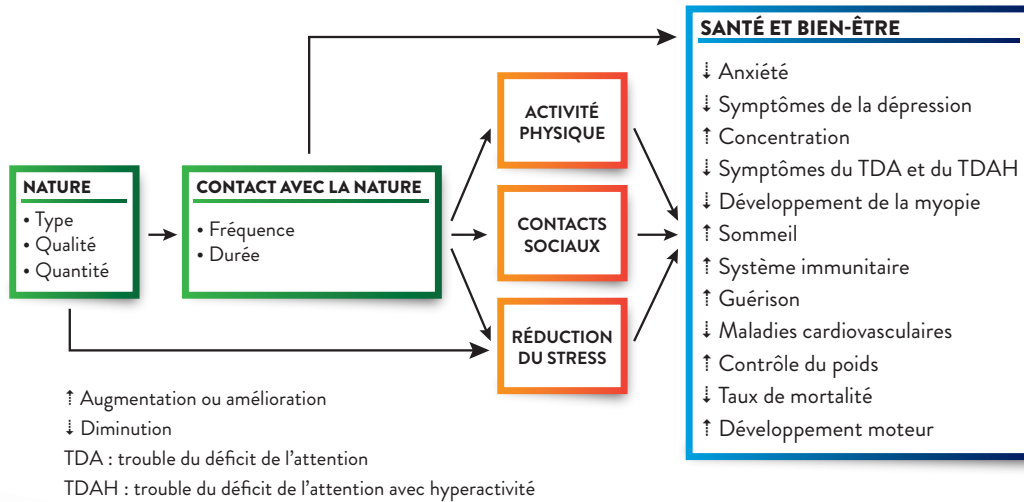 NATURE
• Type
• Qualité
• Quantité
CONTACT AVEC LA NATURE
• Fréquence
• Durée
ACTIVITÉ
PHYSIQUE
CONTACTS
SOCIAUX
RÉDUCTION
DU STRESS
SANTÉ ET BIEN-ÊTRE
⇣ Anxiété
⇣ Symptômes de la dépression
⇡ Concentration
⇣ Symptômes du TDA et du TDAH
⇣ Développement de la myopie
⇡ Sommeil
⇡ Système immunitaire
⇡ Guérison
⇣ Maladies cardiovasculaires
⇡ Contrôle du poids
⇣ Taux de mortalité
⇡ Développement moteur
⇡ Augmentation ou amélioration
⇣ Diminution
TDA : trouble du déficit de l’attention
TDAH : trouble du déficit de l’attention avec hyperactivité